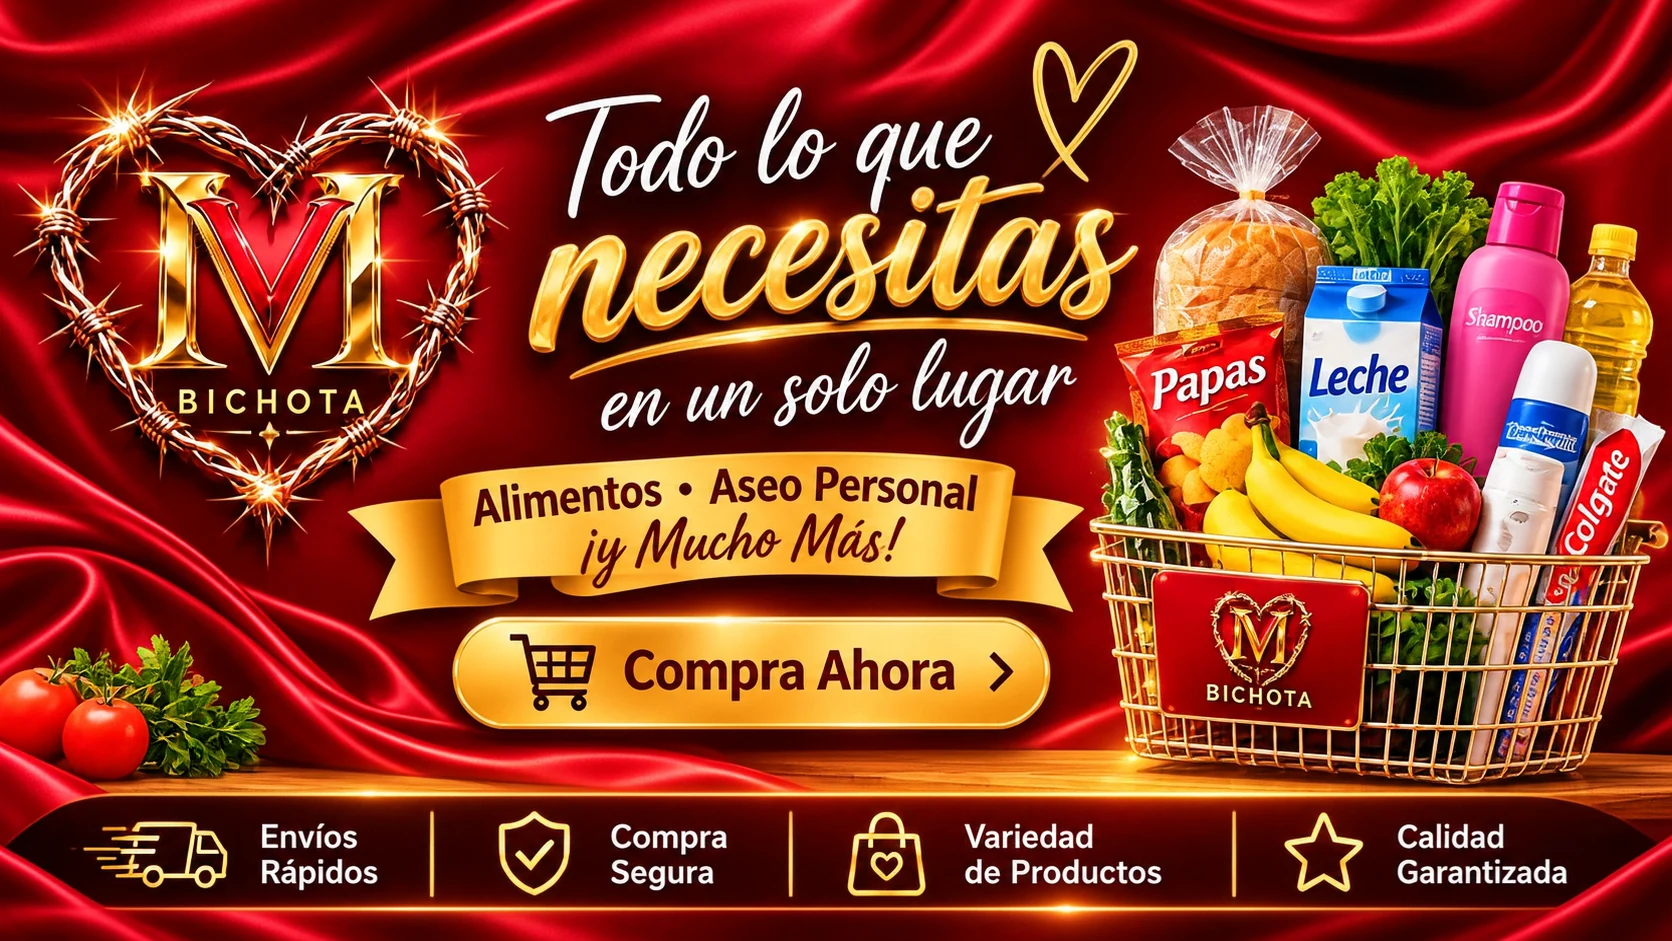 M
BICHOTA
Todo lo que
necesitas
en un solo lugar
Alimentos • Aseo Personal
¡y Mucho Más!
Compra Ahora
Papas
Leche
Shampoo
Colgate
M
BICHOTA
Envíos
Rápidos
Compra
Segura
Variedad
de Productos
Calidad
Garantizada